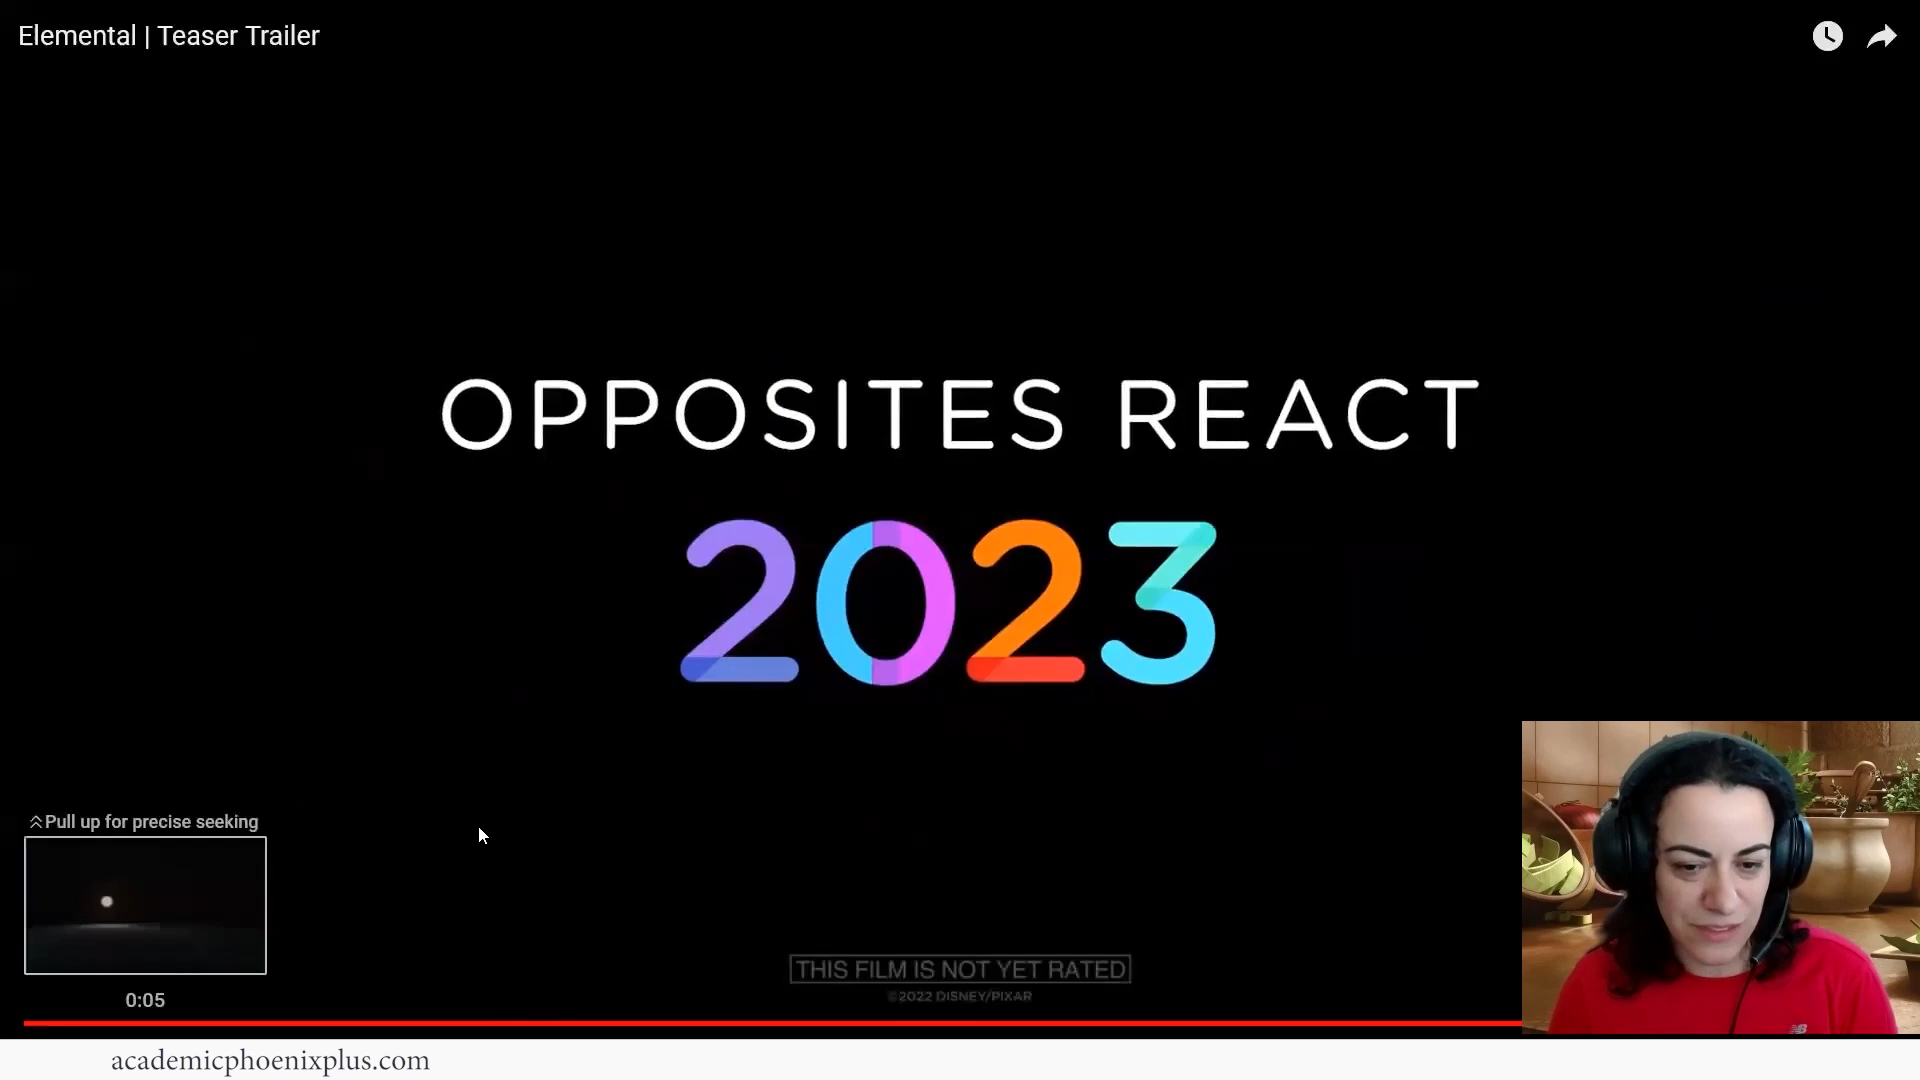 Elemental | Teaser Trailer
OPPOSITES REACT
2023
Pull up for precise seeking
0:05
THIS FILM IS NOT YET RATED
©2022 DISNEY/PIXAR
NB
academicphoenixplus.com